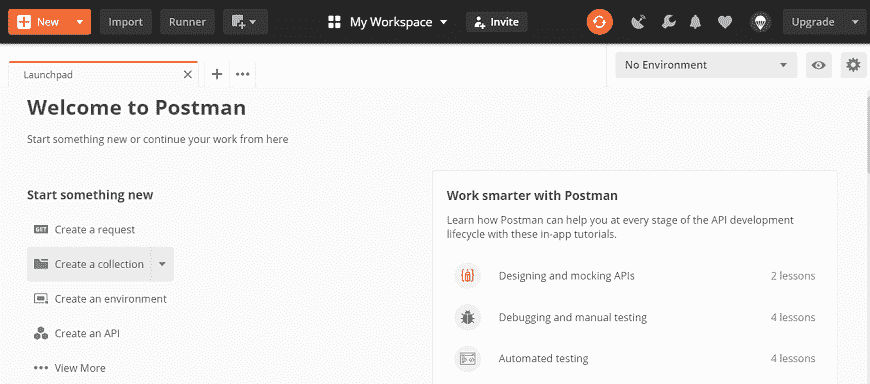 New Import Runner My Workspace Invite Upgrade
Launchpad
No Environment
Welcome to Postman
Start something new or continue your work from here
Start something new
GET Create a request
Create a collection
Create an environment
Create an API
View More
Work smarter with Postman
Learn how Postman can help you at every stage of the API development
lifecycle with these in-app tutorials.
Designing and mocking APIs 2 lessons
Debugging and manual testing 4 lessons
Automated testing 4 lessons